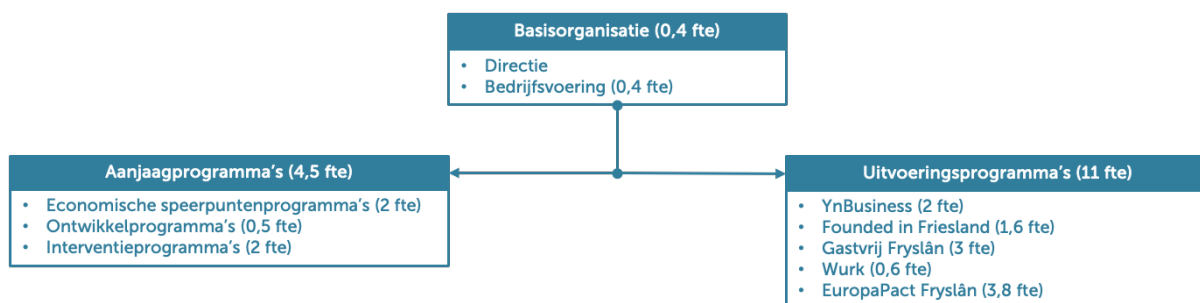 Basisorganisatie (0,4 fte)
• Directie
• Bedrijfsvoering (0,4 fte)
Aanjaagprogramma's (4,5 fte)
• Economische speerpuntenprogramma's (2 fte)
• Ontwikkelprogramma's (0,5 fte)
• Interventieprogramma's (2 fte)
Uitvoeringsprogramma's (11 fte)
• YnBusiness (2 fte)
• Founded in Friesland (1,6 fte)
• Gastvrij Fryslân (3 fte)
• Wurk (0,6 fte)
• EuropaPact Fryslân (3,8 fte)